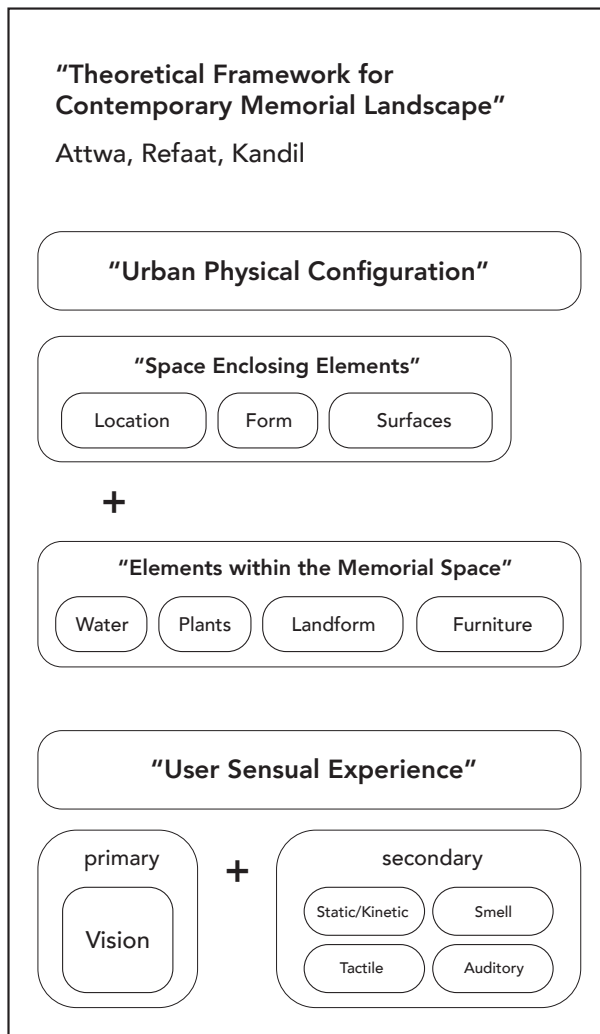 "Theoretical Framework for
Contemporary Memorial Landscape"
Attwa, Refaat, Kandil
"Urban Physical Configuration"
"Space Enclosing Elements"
Location Form Surfaces
+
"Elements within the Memorial Space"
Water Plants Landform Furniture
"User Sensual Experience"
primary + secondary
Vision
Static/Kinetic Smell
Tactile Auditory